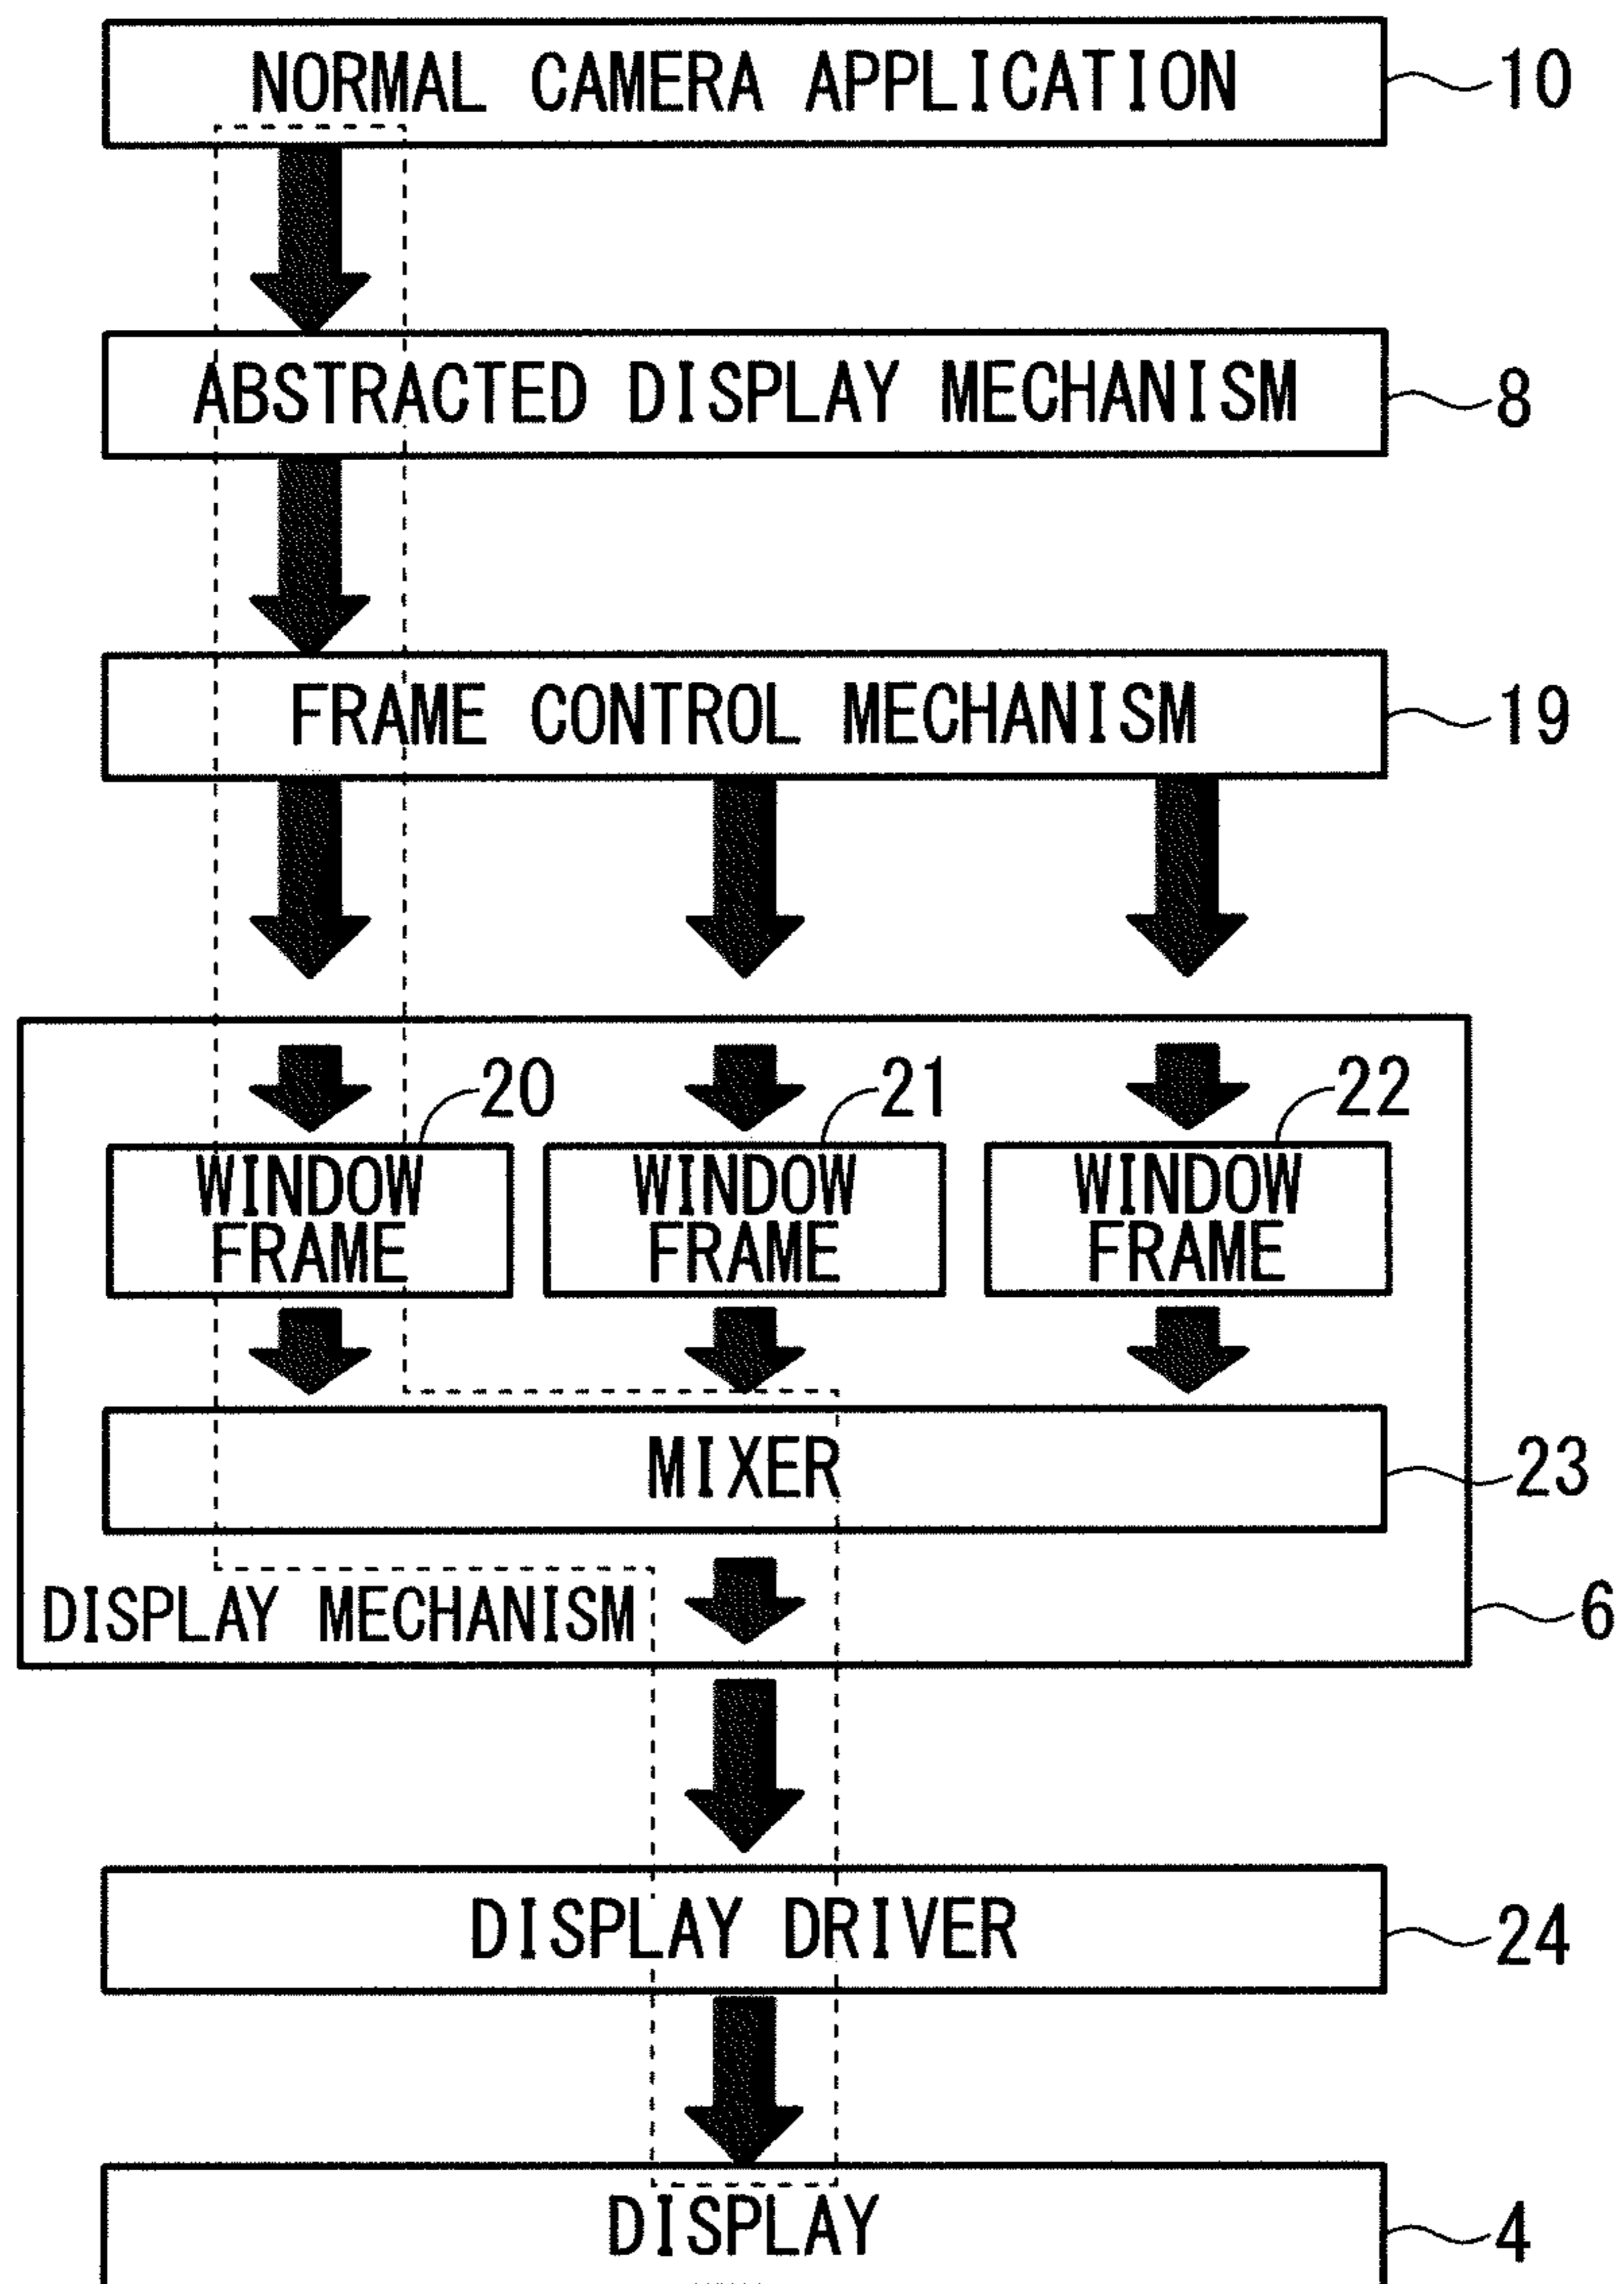 NORMAL CAMERA APPLICATION
10
ABSTRACTED DISPLAY MECHANISM
8
FRAME CONTROL MECHANISM
19
20
21
22
WINDOW
FRAME
WINDOW
FRAME
WINDOW
FRAME
MIXER
23
DISPLAY MECHANISM
6
DISPLAY DRIVER
24
DISPLAY
4